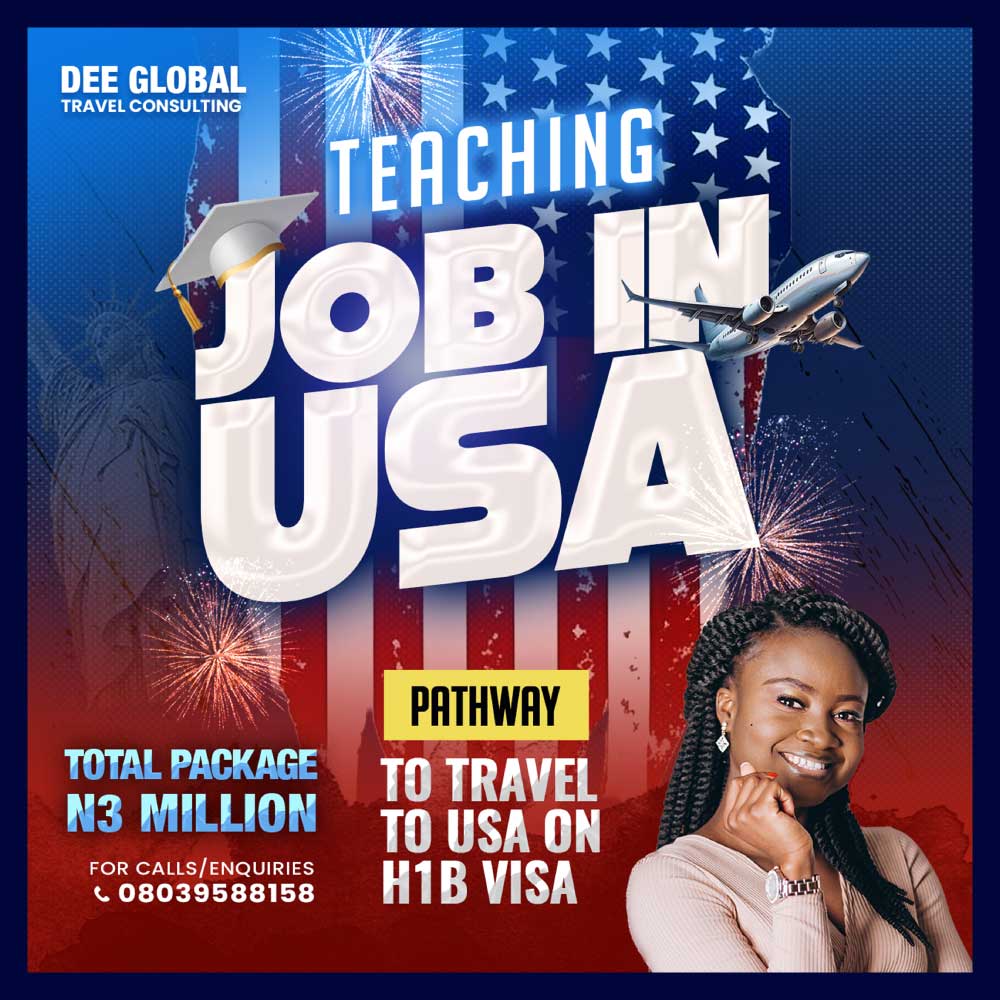 DEE GLOBAL
TRAVEL CONSULTING
TEACHING
JOB IN
USA
PATHWAY
TO TRAVEL
TO USA ON
H1B VISA
TOTAL PACKAGE
N3 MILLION
FOR CALLS/ENQUIRIES
08039588158